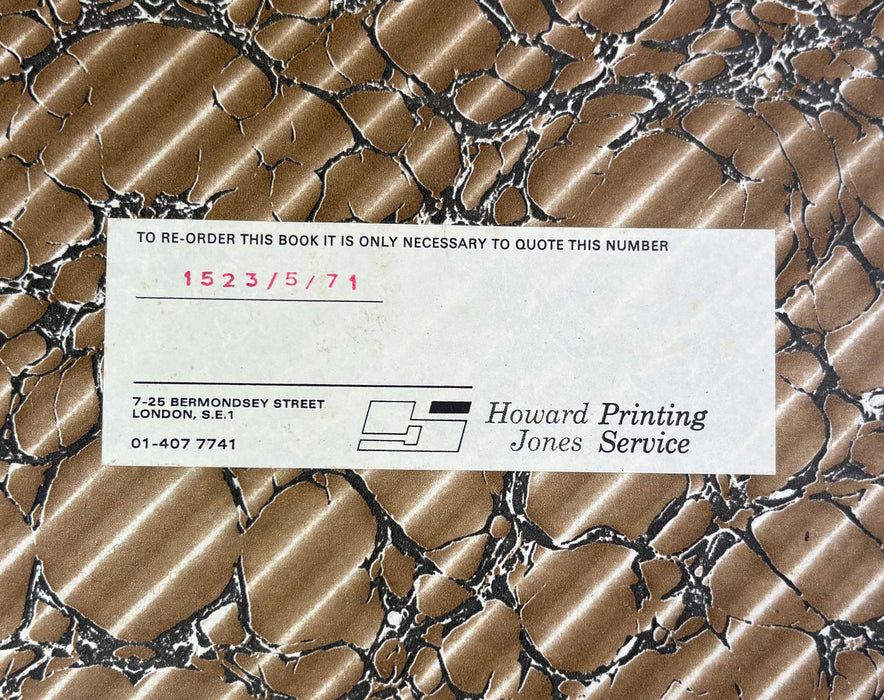 TO RE-ORDER THIS BOOK IT IS ONLY NECESSARY TO QUOTE THIS NUMBER
1523/5/71
7-25 BERMONDSEY STREET
LONDON, S.E.1
01-407 7741
Howard Printing
Jones Service